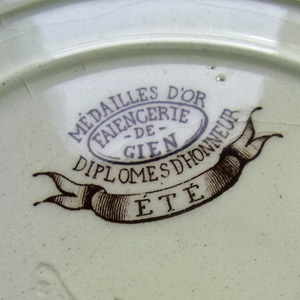 MÉDAILLES D'OR
FAIENCERIE
- DE -
GIEN
DIPLOMES D'HONNEUR
ÉTÉ